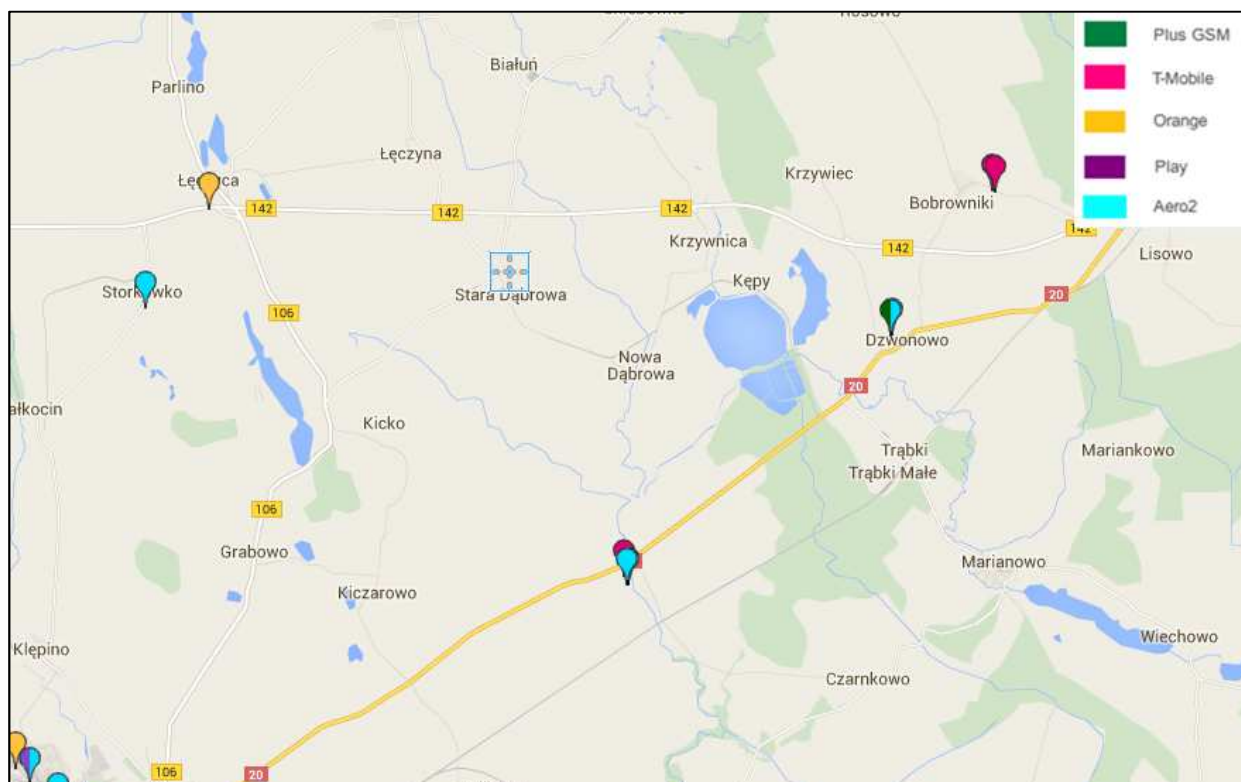 Plus GSM
T-Mobile
Orange
Play
Aero2
Parlino
Białuń
Łęczyna
Krzywiec
Bobrowniki
142
142
142
142
142
Krzywnica
Lisowo
Kępy
Storkówko
Stara Dąbrowa
20
106
Dzwonowo
Nowa
Dąbrowa
20
Kicko
Trąbki
Trąbki Małe
Mariankowo
106
Grabowo
Marianowo
Kiczarowo
Wiechowo
Klępino
Czarnkowo
106
20